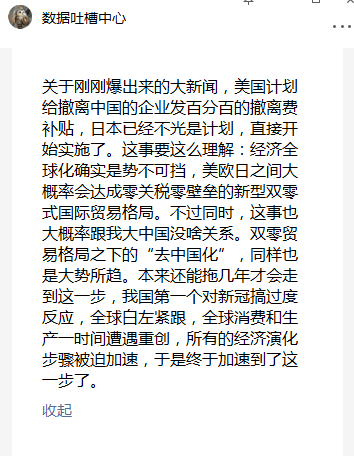 数据吐槽中心
关于刚刚爆出来的大新闻，美国计划
给撤离中国的企业发百分百的撤离费
补贴，日本已经不光是计划，直接开
始实施了。这事要这么理解：经济全
球化确实是势不可挡，美欧日之间大
概率会达成零关税零壁垒的新型双零
式国际贸易格局。不过同时，这事也
大概率跟我大中国没啥关系。双零贸
易格局之下的“去中国化”，同样也
是大势所趋。本来还能拖几年才会走
到这一步，我国第一个对新冠搞过度
反应，全球白左紧跟，全球消费和生
产一时间遭遇重创，所有的经济演化
步骤被迫加速，于是终于加速到了这
一步了。
收起